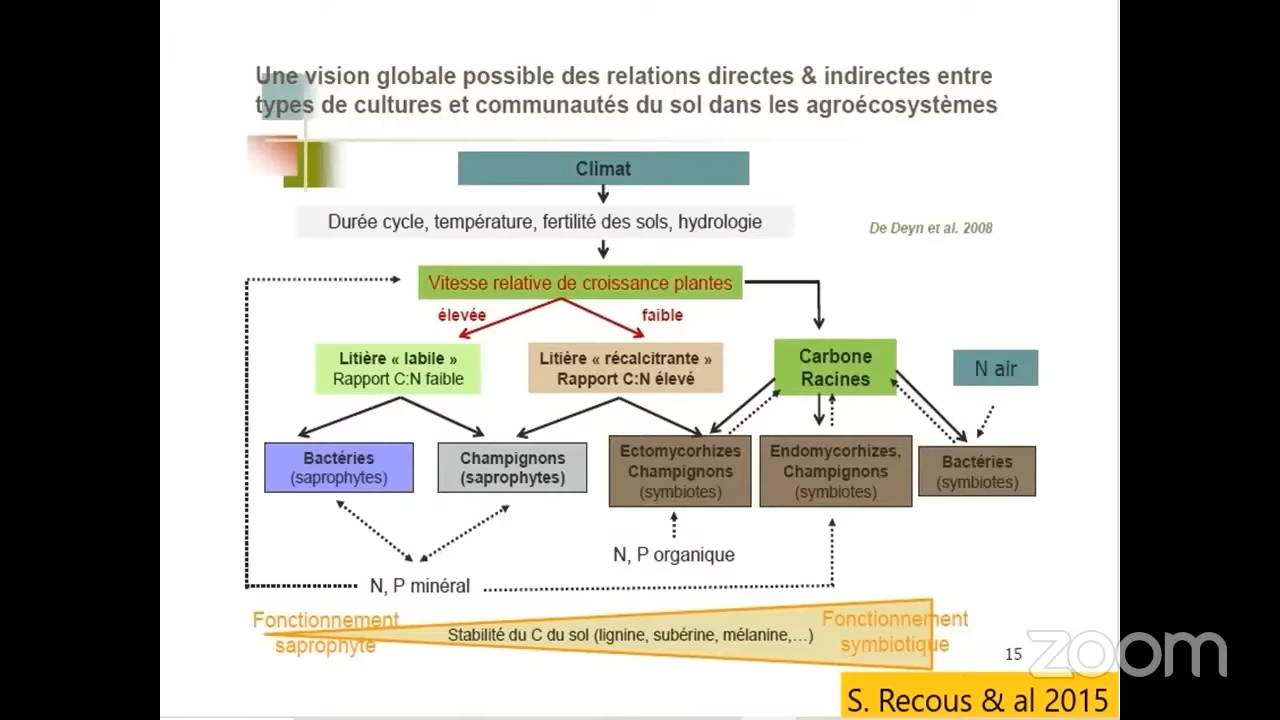 Une vision globale possible des relations directes & indirectes entre
types de cultures et communautés du sol dans les agroécosystèmes
Climat
Durée cycle, température, fertilité des sols, hydrologie
De Deyn et al. 2008
Vitesse relative de croissance plantes
élevée
faible
Litière « labile »
Rapport C:N faible
Litière « récalcitrante »
Rapport C:N élevé
Carbone
Racines
N air
Bactéries
(saprophytes)
Champignons
(saprophytes)
Ectomycorhizes
Champignons
(symbiotes)
Endomycorhizes,
Champignons
(symbiotes)
Bactéries
(symbiotes)
N, P organique
N, P minéral
Fonctionnement
saprophyte
Stabilité du C du sol (lignine, subérine, mélanine,...)
Fonctionnement
symbiotique
15
zoom
S. Recous & al 2015